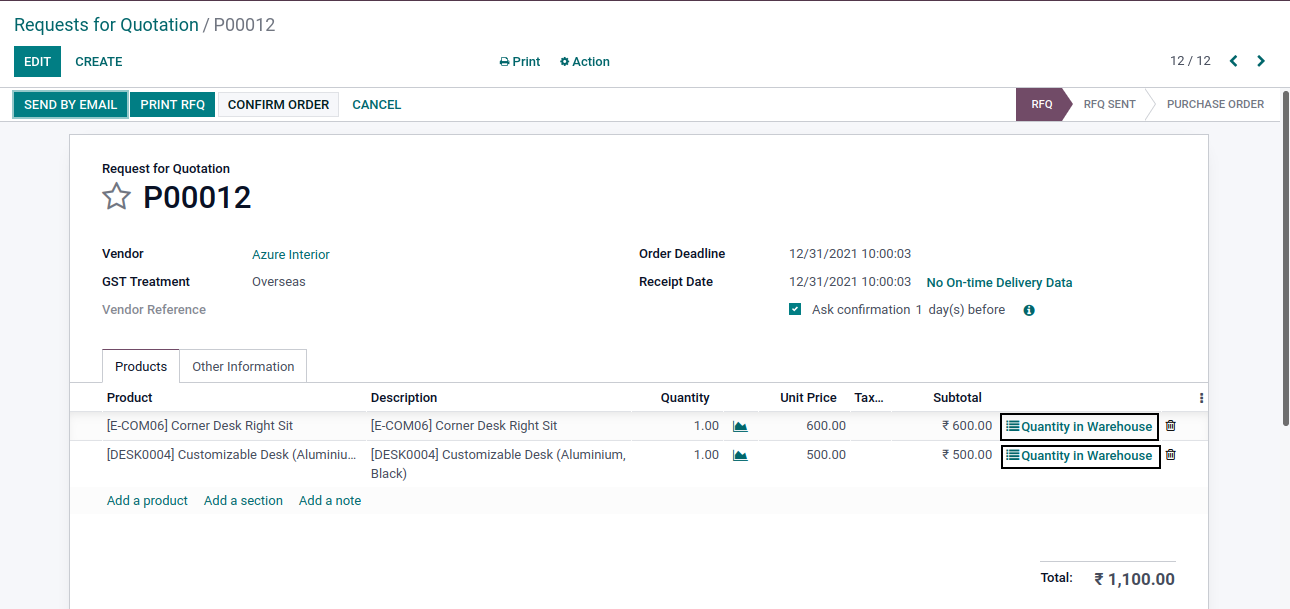 Requests for Quotation / P00012
EDIT CREATE Print Action 12 / 12
SEND BY EMAIL PRINT RFQ CONFIRM ORDER CANCEL RFQ RFQ SENT PURCHASE ORDER
Request for Quotation
P00012
Vendor Azure Interior Order Deadline 12/31/2021 10:00:03
GST Treatment Overseas Receipt Date 12/31/2021 10:00:03 No On-time Delivery Data
Vendor Reference Ask confirmation 1 day(s) before
Products Other Information
Product Description Quantity Unit Price Tax... Subtotal
[E-COM06] Corner Desk Right Sit [E-COM06] Corner Desk Right Sit 1.00 600.00 ₹ 600.00 Quantity in Warehouse
[DESK0004] Customizable Desk (Aluminiu... [DESK0004] Customizable Desk (Aluminium, 1.00 500.00 ₹ 500.00 Quantity in Warehouse
Black)
Add a product Add a section Add a note
Total: ₹ 1,100.00